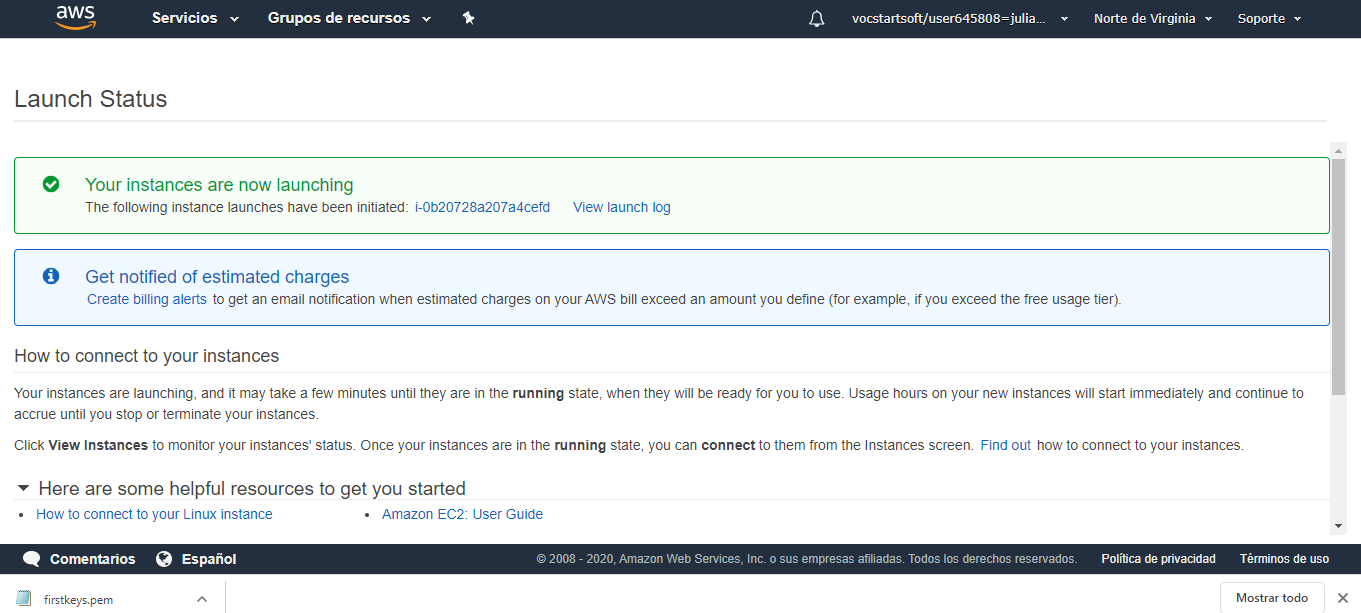 aws Servicios Grupos de recursos vocstartsoft/user645808=julia... Norte de Virginia Soporte
Launch Status
Your instances are now launching
The following instance launches have been initiated: i-0b20728a207a4cefd View launch log
Get notified of estimated charges
Create billing alerts to get an email notification when estimated charges on your AWS bill exceed an amount you define (for example, if you exceed the free usage tier).
How to connect to your instances
Your instances are launching, and it may take a few minutes until they are in the running state, when they will be ready for you to use. Usage hours on your new instances will start immediately and continue to
accrue until you stop or terminate your instances.
Click View Instances to monitor your instances' status. Once your instances are in the running state, you can connect to them from the Instances screen. Find out how to connect to your instances.
Here are some helpful resources to get you started
• How to connect to your Linux instance • Amazon EC2: User Guide
Comentarios Español © 2008 - 2020, Amazon Web Services, Inc. o sus empresas afiliadas. Todos los derechos reservados. Política de privacidad Términos de uso
firstkeys.pem Mostrar todo